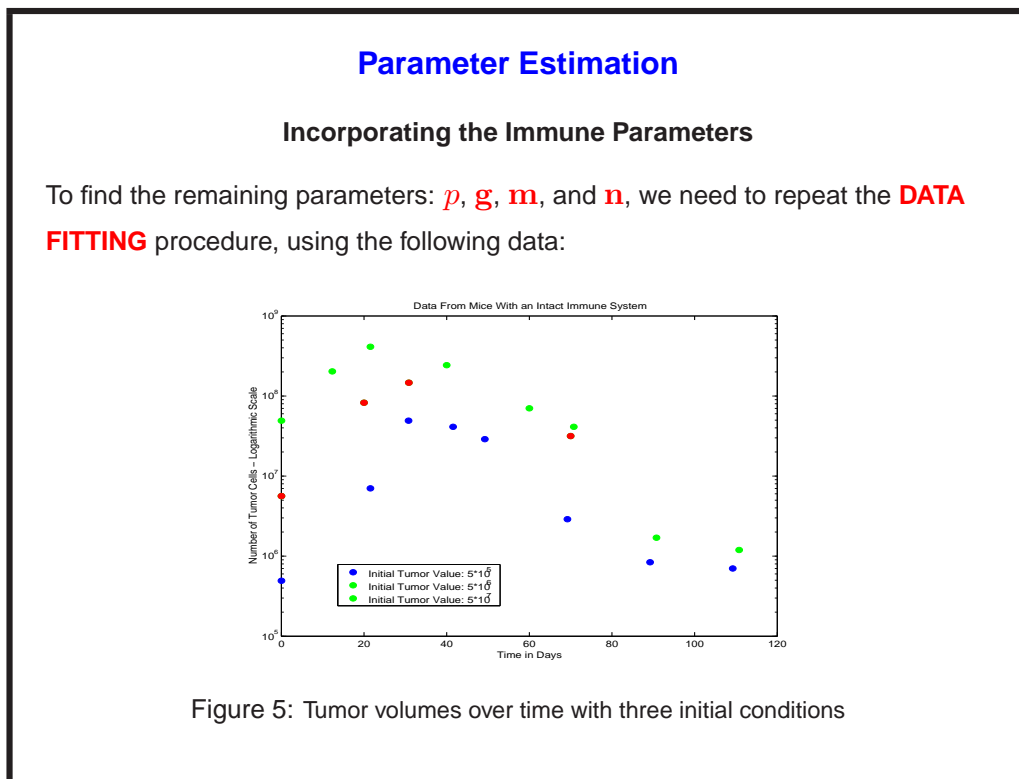 Parameter Estimation
Incorporating the Immune Parameters
To find the remaining parameters: p, g, m, and n, we need to repeat the DATA
FITTING procedure, using the following data:
Data From Mice With an Intact Immune System
Number of Tumor Cells – Logarithmic Scale
10^9
10^8
10^7
10^6
10^5
Initial Tumor Value: 5*10^5
Initial Tumor Value: 5*10^6
Initial Tumor Value: 5*10^7
0 20 40 60 80 100 120
Time in Days
Figure 5: Tumor volumes over time with three initial conditions